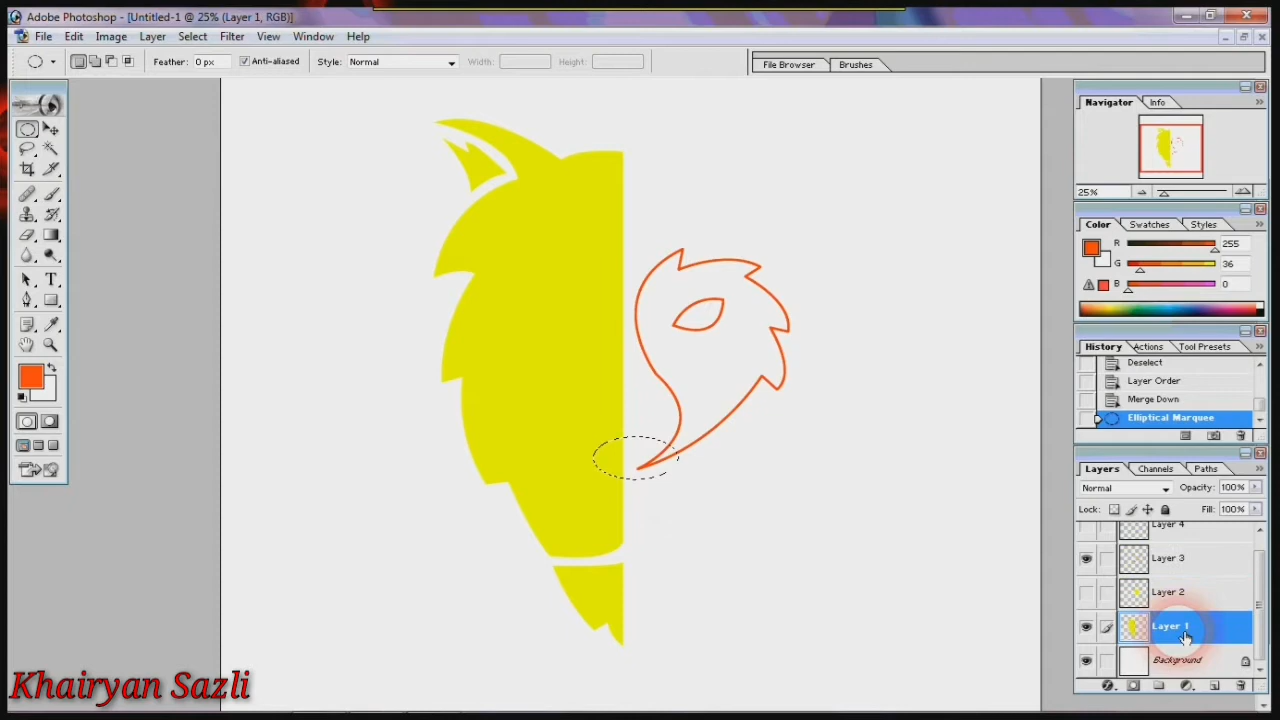 Adobe Photoshop - [Untitled-1 @ 25% (Layer 1, RGB)]
File Edit Image Layer Select Filter View Window Help
Feather: 0 px Anti-aliased Style: Normal Width: Height: File Browser Brushes
Navigator Info
25%
Color Swatches Styles
R 255
G 36
B 0
History Actions Tool Presets
Deselect
Layer Order
Merge Down
Elliptical Marquee
Layers Channels Paths
Normal Opacity: 100%
Lock: Fill: 100%
Layer 4
Layer 3
Layer 2
Layer 1
Background
Khairyan Sazli